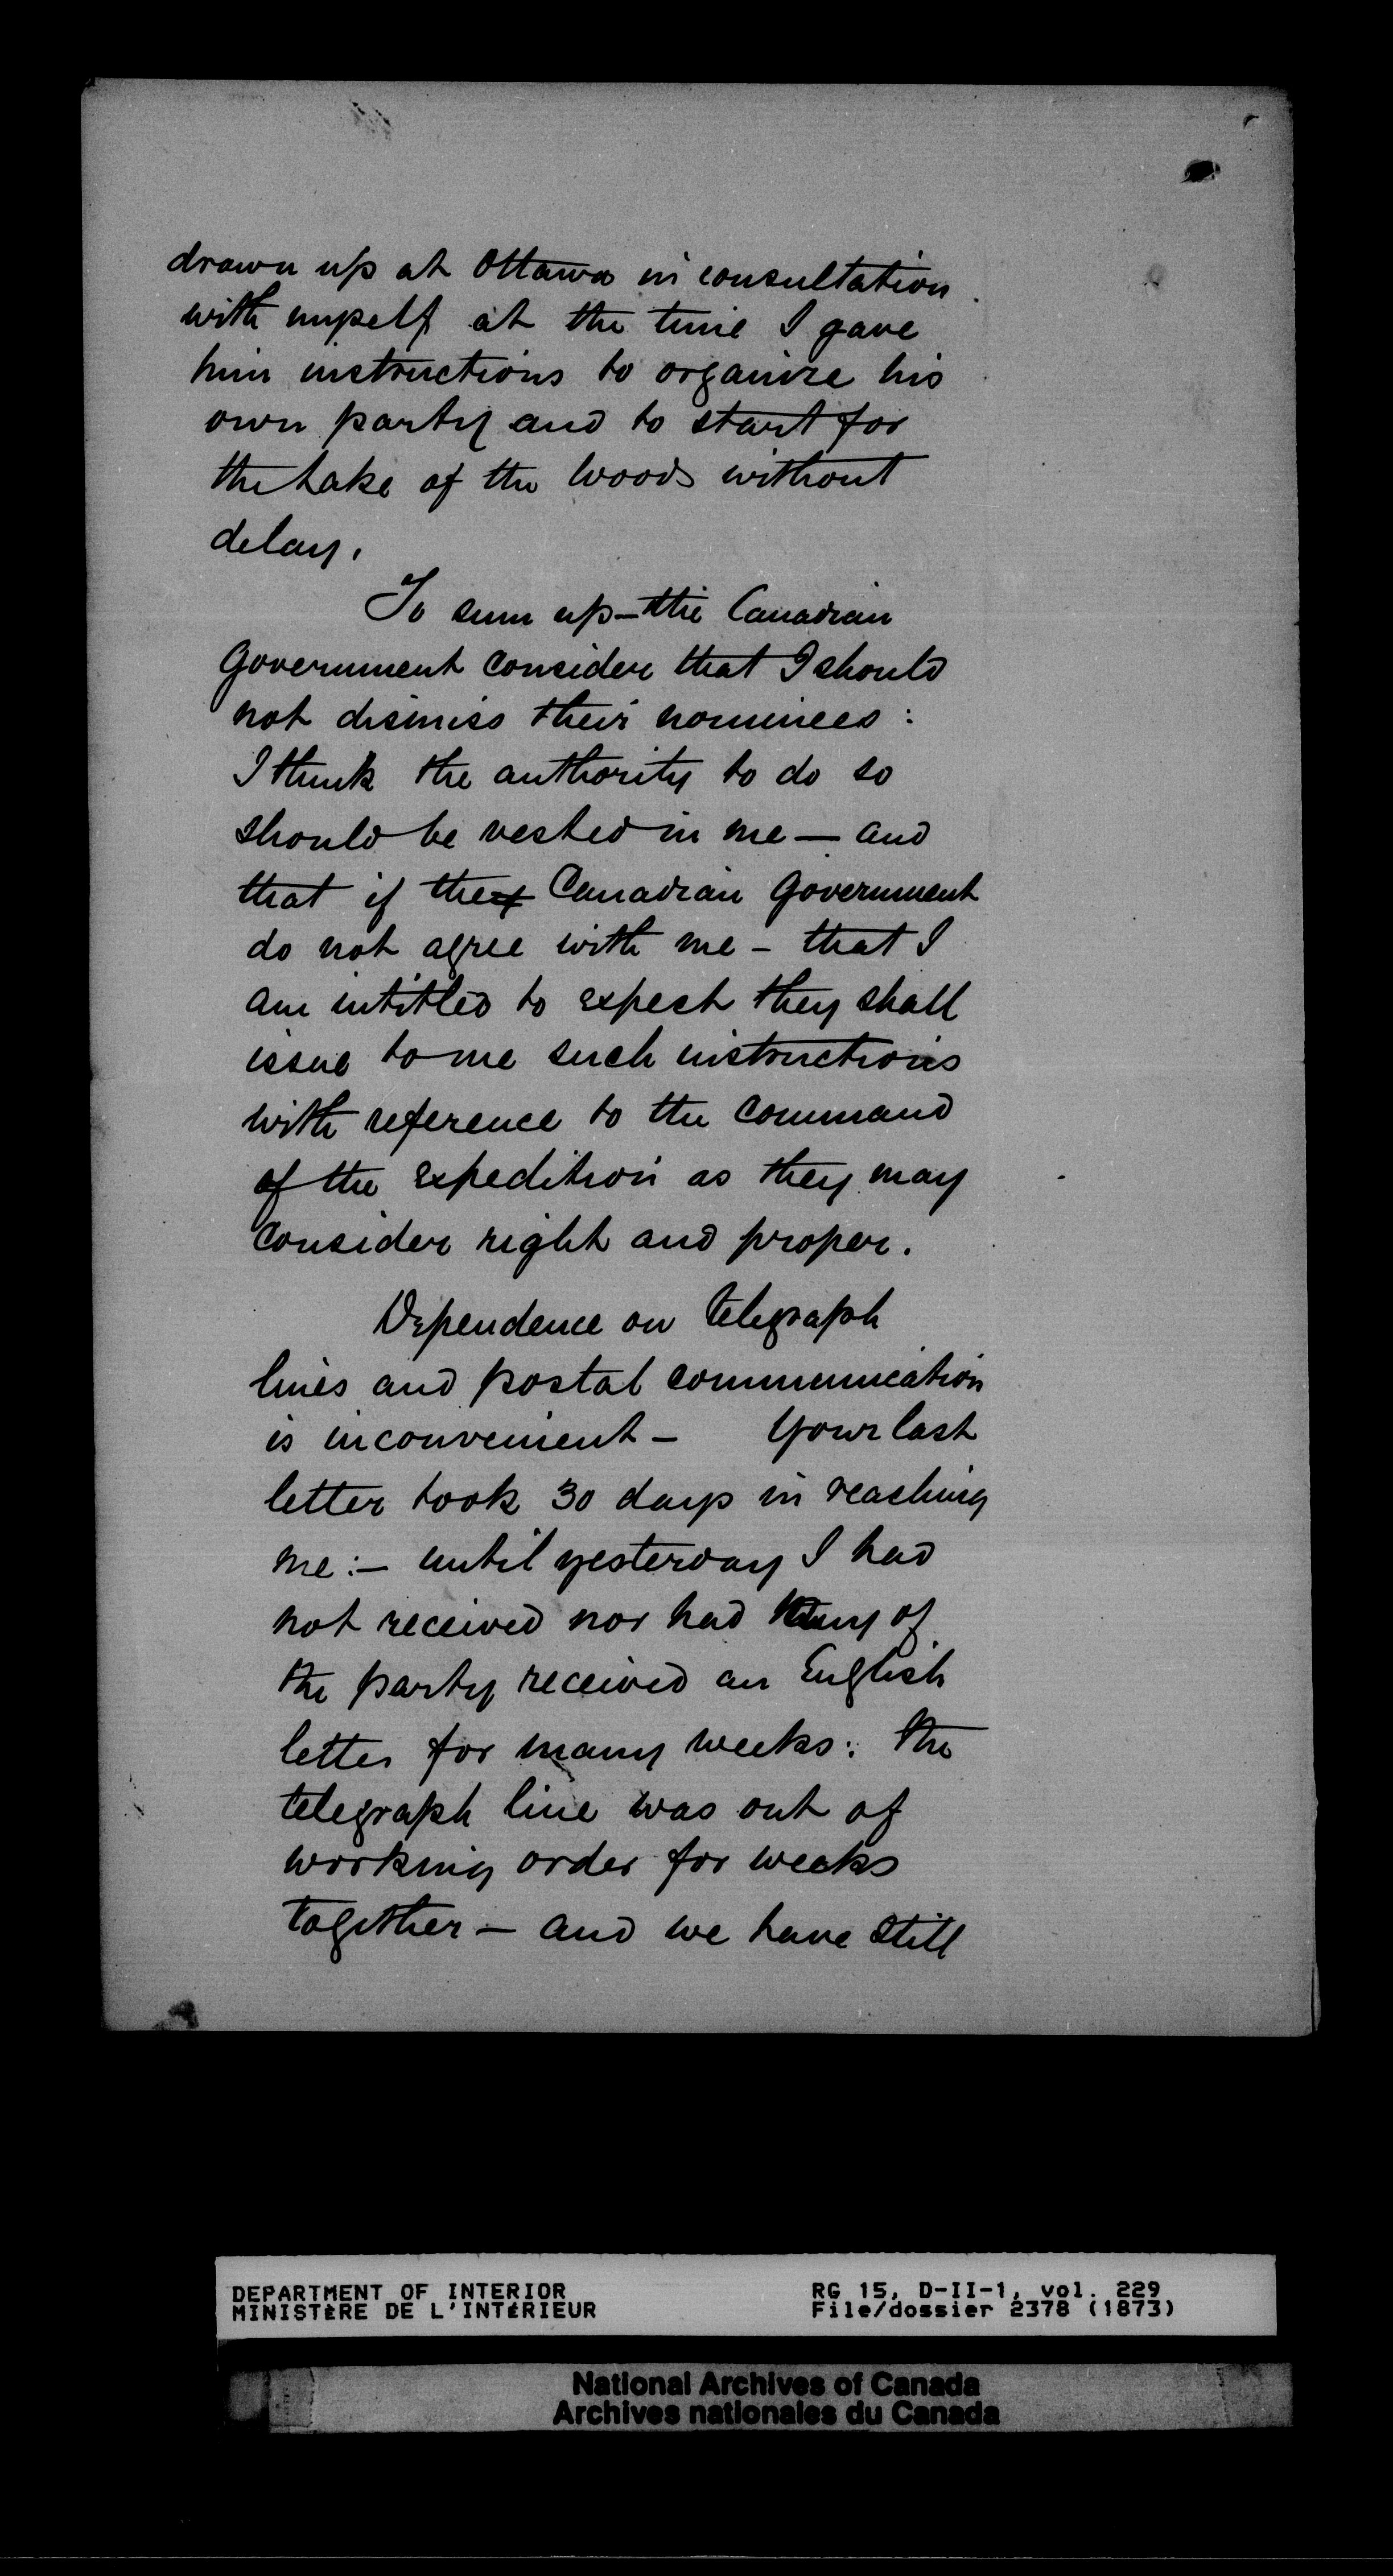 drawn up at Ottawa in consultation
with myself at the time I gave
him instructions to organize his
own party and to start for
the Lake of the Woods without
delay.
To sum up—the Canadian
Government consider that I should
not dismiss their nominees :
I think the authority to do so
should be vested in me — and
that if the Canadian Government
do not agree with me - that I
am intitled to expect they shall
issue to me such instructions
with reference to the command
of the Expedition as they may
consider right and proper.
Dependence on Telegraph
lines and postal communication
is inconvenient — Your last
letter took 30 days in reaching
me :— until yesterday I had
not received nor had any of
the party received an English
letter for many weeks : the
telegraph line was out of
working order for weeks
together — and we have still
DEPARTMENT OF INTERIOR
MINISTÈRE DE L'INTÉRIEUR
RG 15, D-II-1, vol. 229
File/dossier 2378 (1873)
National Archives of Canada
Archives nationales du Canada